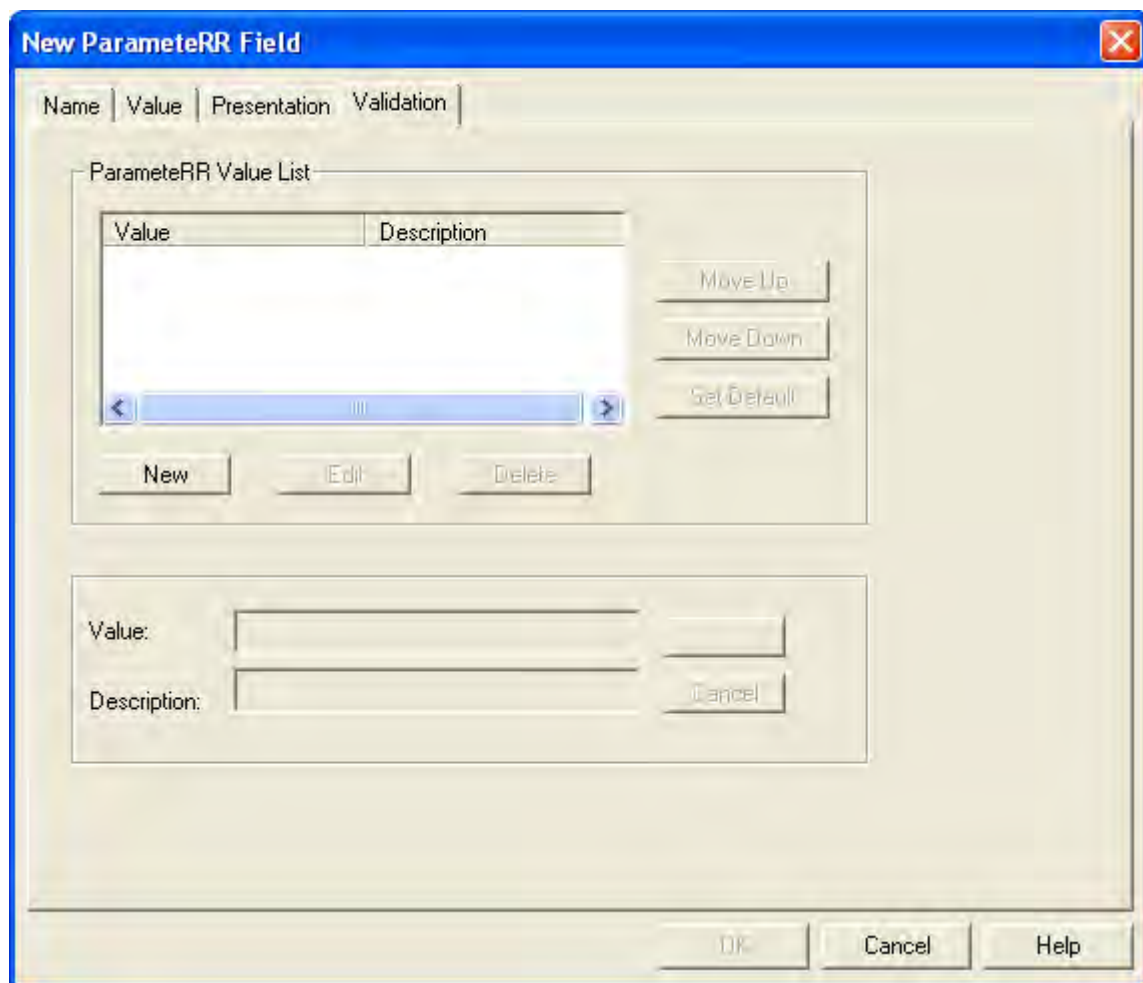 New ParameteRR Field
Name Value Presentation Validation
ParameteRR Value List
Value Description
Move Up
Move Down
Set Default
New Edit Delete
Value:
Description:
Cancel
OK Cancel Help